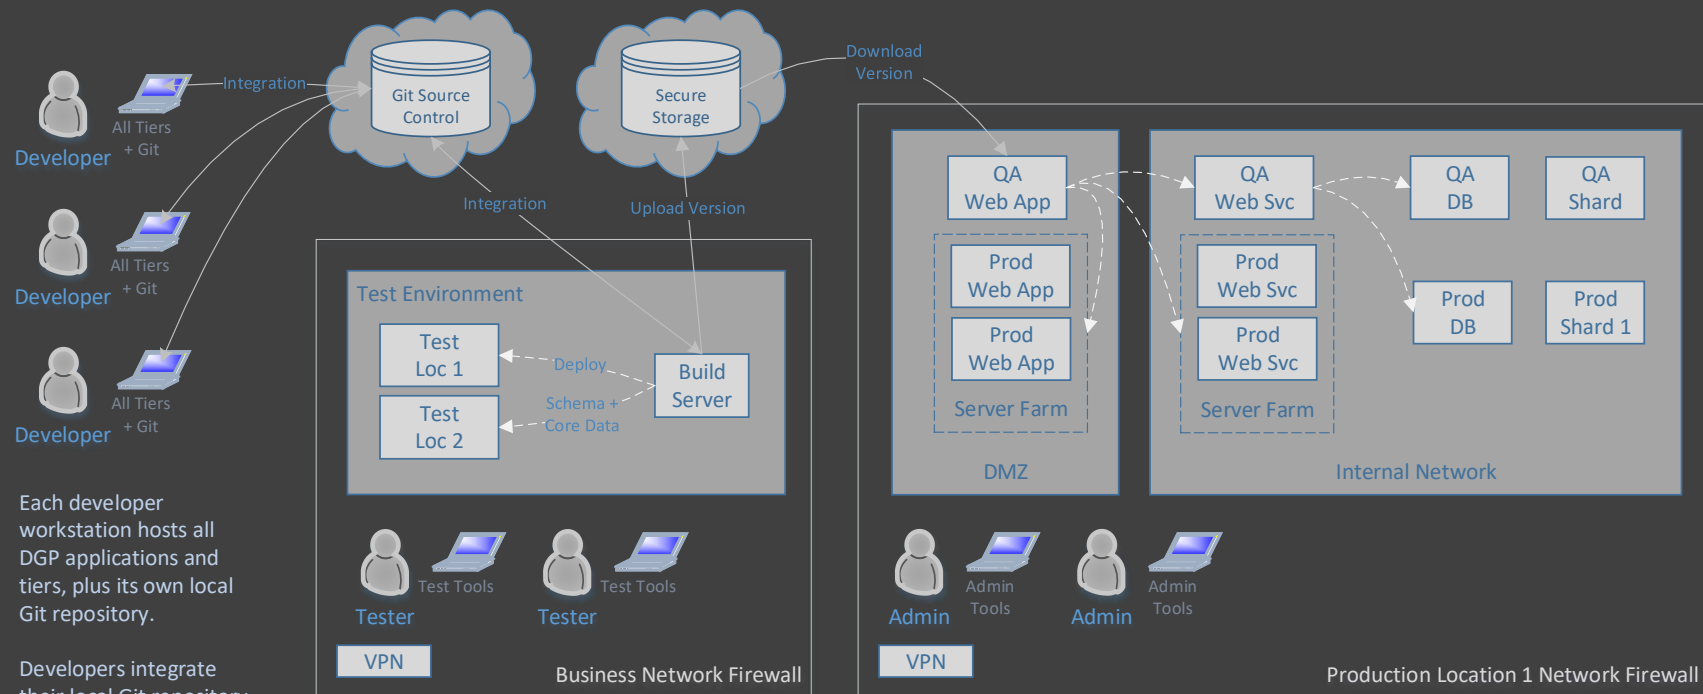 Download
Version
Git Source
Control
Secure
Storage
Integration
All Tiers
+ Git
Developer
Integration
Upload Version
All Tiers
+ Git
Developer
All Tiers
+ Git
Developer
Each developer
workstation hosts all
DGP applications and
tiers, plus its own local
Git repository.
Developers integrate
their local Git repository
Test Environment
Test
Loc 1
Test
Loc 2
Deploy
Schema +
Core Data
Build
Server
Test Tools
Tester
Test Tools
Tester
VPN
Business Network Firewall
QA
Web App
Prod
Web App
Prod
Web App
Server Farm
DMZ
QA
Web Svc
Prod
Web Svc
Prod
Web Svc
Server Farm
QA
DB
QA
Shard
Prod
DB
Prod
Shard 1
Internal Network
Admin
Tools
Admin
Admin
Tools
Admin
VPN
Production Location 1 Network Firewall